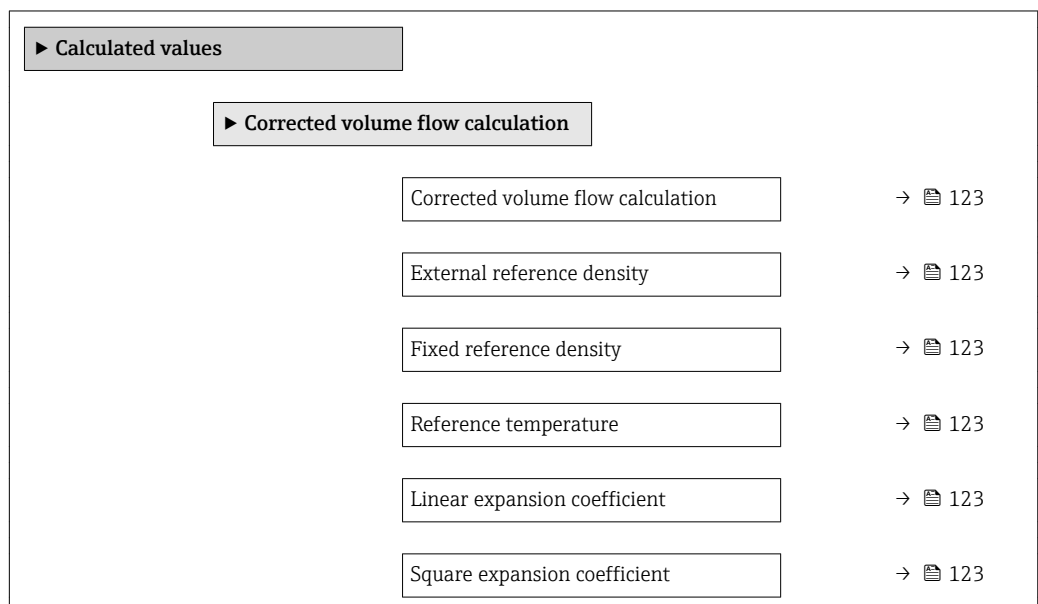 ▶ Calculated values
▶ Corrected volume flow calculation
Corrected volume flow calculation → 123
External reference density → 123
Fixed reference density → 123
Reference temperature → 123
Linear expansion coefficient → 123
Square expansion coefficient → 123